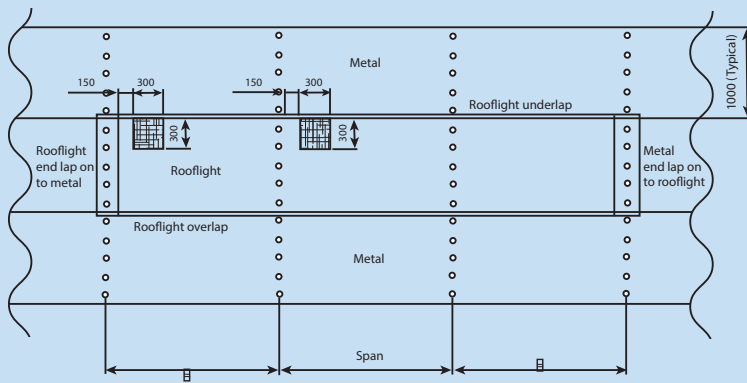 Metal
1000 (Typical)
150
300
150
300
Rooflight underlap
300
300
Rooflight
end lap on
to metal
Rooflight
Metal
end lap on
to rooflight
Rooflight overlap
Metal
Span